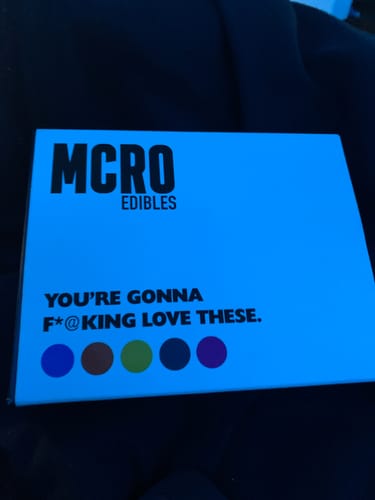 MCRO
EDIBLES
YOU'RE GONNA
F*@KING LOVE THESE.